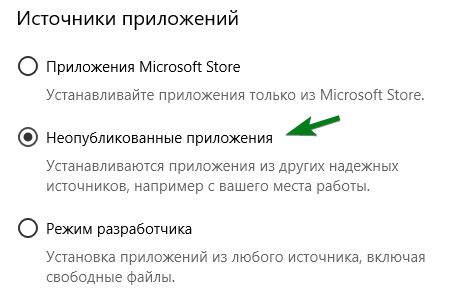 Источники приложений
Приложения Microsoft Store
Устанавливайте приложения только из Microsoft Store.
Неопубликованные приложения
Устанавливаются приложения из других надежных
источников, например с вашего места работы.
Режим разработчика
Установка приложений из любого источника, включая
свободные файлы.